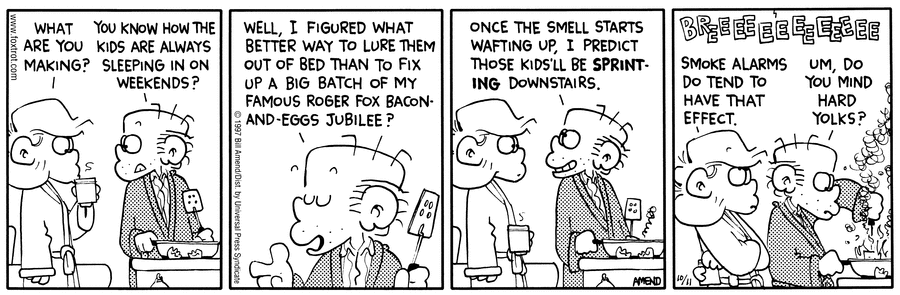 www.foxtrot.com
WHAT
ARE YOU
MAKING?
YOU KNOW HOW THE
KIDS ARE ALWAYS
SLEEPING IN ON
WEEKENDS?
WELL, I FIGURED WHAT
BETTER WAY TO LURE THEM
OUT OF BED THAN TO FIX
UP A BIG BATCH OF MY
FAMOUS ROGER FOX BACON-
AND-EGGS JUBILEE?
© 1997 Bill Amend/Dist. by Universal Press Syndicate
ONCE THE SMELL STARTS
WAFTING UP, I PREDICT
THOSE KIDS'LL BE SPRINT-
ING DOWNSTAIRS.
AMEND
BREEEEEEEEEEEE
SMOKE ALARMS
DO TEND TO
HAVE THAT
EFFECT.
UM, DO
YOU MIND
HARD
YOLKS?
10/11